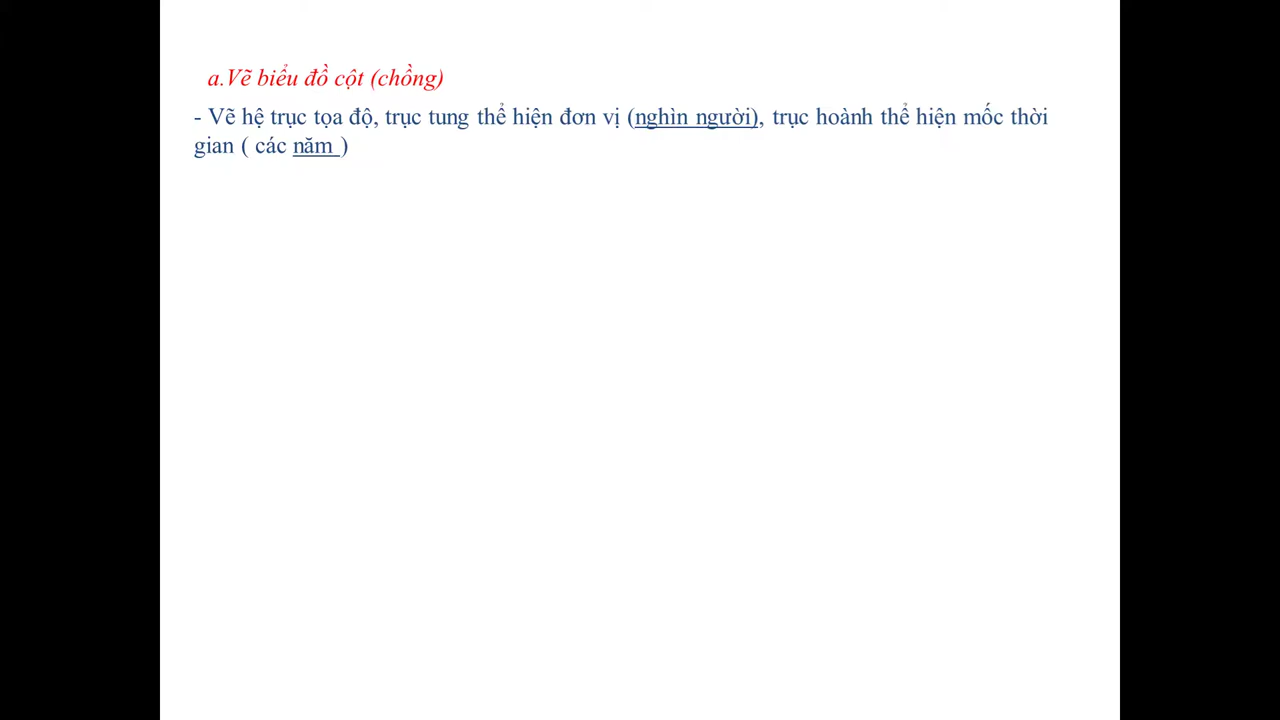 a.Vẽ biểu đồ cột (chồng)
- Vẽ hệ trục tọa độ, trục tung thể hiện đơn vị (nghìn người), trục hoành thể hiện mốc thời
gian ( các năm )